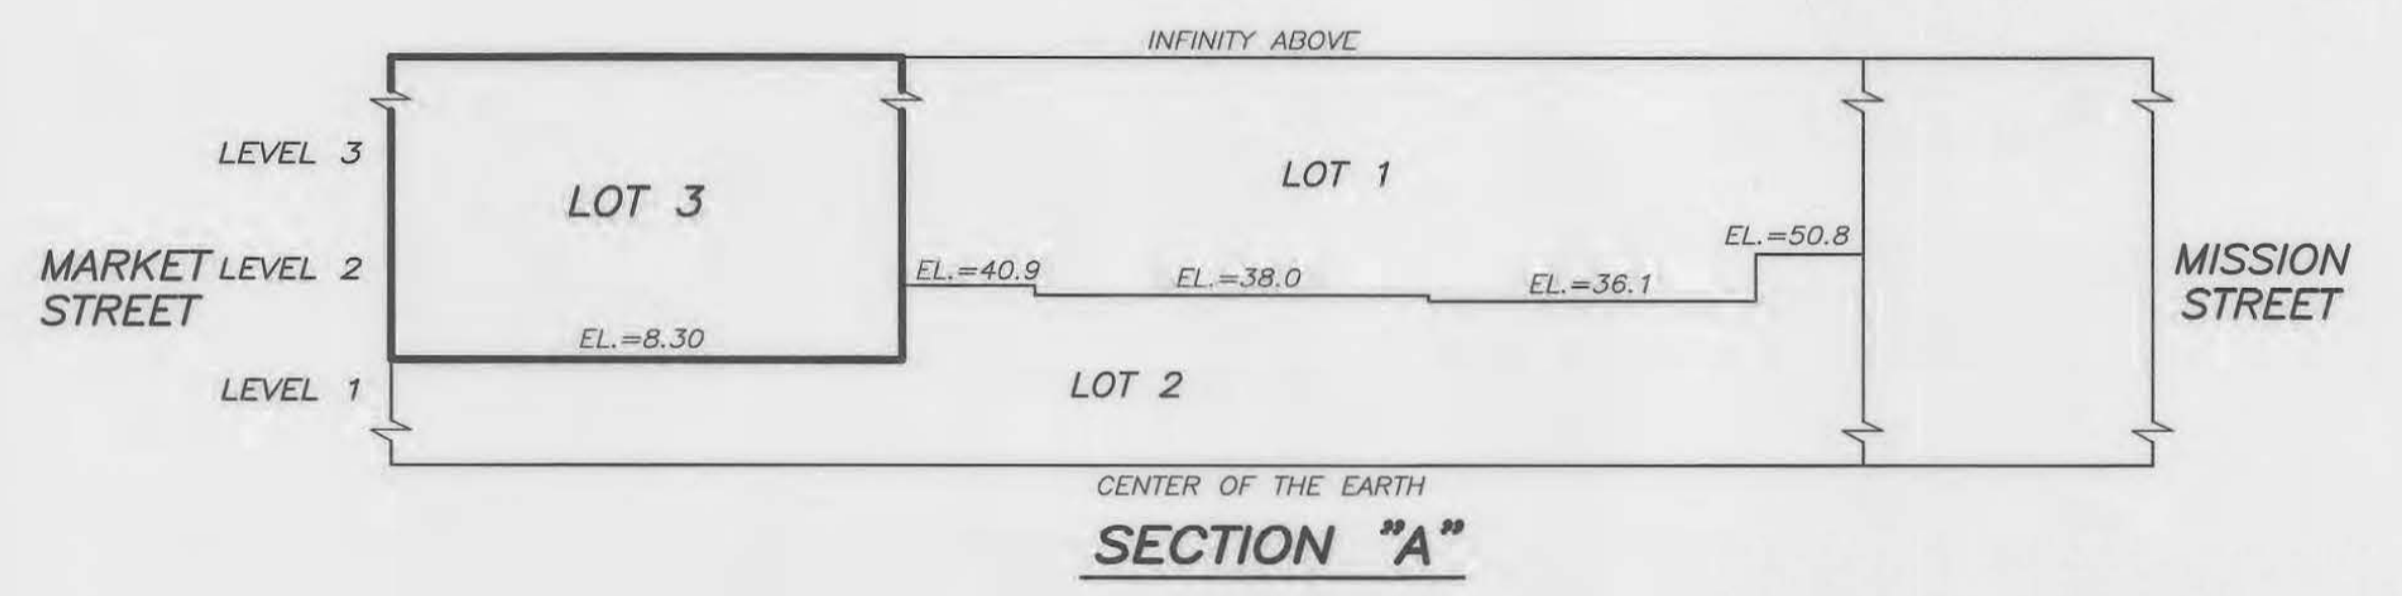 INFINITY ABOVE
LEVEL 3
LOT 3
LOT 1
EL.=50.8
MARKET
STREET
LEVEL 2
EL.=40.9
EL.=38.0
EL.=36.1
MISSION
STREET
EL.=8.30
LEVEL 1
LOT 2
CENTER OF THE EARTH
SECTION "A"